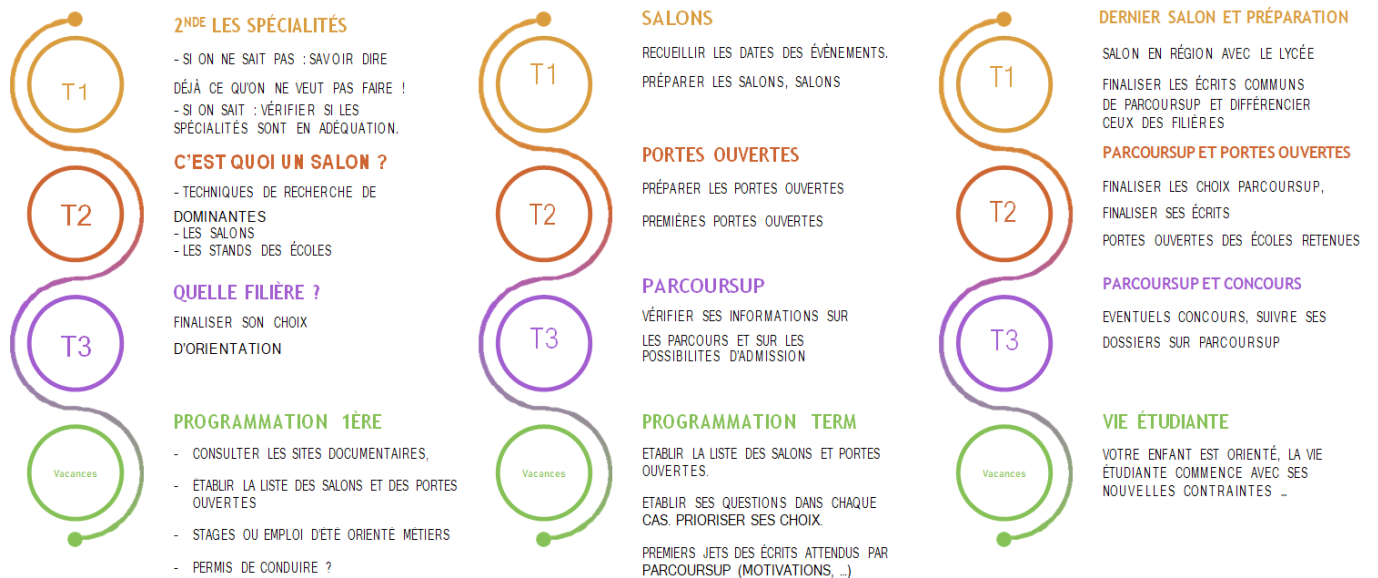 T1
2NDE LES SPÉCIALITÉS
- SI ON NE SAIT PAS : SAVOIR DIRE
DÉJÀ CE QU'ON NE VEUT PAS FAIRE !
- SI ON SAIT : VÉRIFIER SI LES
SPÉCIALITÉS SONT EN ADÉQUATION.
T2
C'EST QUOI UN SALON ?
- TECHNIQUES DE RECHERCHE DE
DOMINANTES
- LES SALONS
- LES STANDS DES ÉCOLES
T3
QUELLE FILIÈRE ?
FINALISER SON CHOIX
D'ORIENTATION
Vacances
PROGRAMMATION 1ÈRE
- CONSULTER LES SITES DOCUMENTAIRES,
- ÉTABLIR LA LISTE DES SALONS ET DES PORTES
OUVERTES
- STAGES OU EMPLOI D'ÉTÉ ORIENTÉ MÉTIERS
- PERMIS DE CONDUIRE ?
T1
SALONS
RECUEILLIR LES DATES DES ÉVÈNEMENTS.
PRÉPARER LES SALONS, SALONS
T2
PORTES OUVERTES
PRÉPARER LES PORTES OUVERTES
PREMIÈRES PORTES OUVERTES
T3
PARCOURSUP
VÉRIFIER SES INFORMATIONS SUR
LES PARCOURS ET SUR LES
POSSIBILITES D'ADMISSION
Vacances
PROGRAMMATION TERM
ETABLIR LA LISTE DES SALONS ET PORTES
OUVERTES.
ETABLIR SES QUESTIONS DANS CHAQUE
CAS. PRIORISER SES CHOIX.
PREMIERS JETS DES ÉCRITS ATTENDUS PAR
PARCOURSUP (MOTIVATIONS, ...)
T1
DERNIER SALON ET PRÉPARATION
SALON EN RÉGION AVEC LE LYCÉE
FINALISER LES ÉCRITS COMMUNS
DE PARCOURSUP ET DIFFÉRENCIER
CEUX DES FILIÈRES
T2
PARCOURSUP ET PORTES OUVERTES
FINALISER LES CHOIX PARCOURSUP,
FINALISER SES ÉCRITS
PORTES OUVERTES DES ÉCOLES RETENUES
T3
PARCOURSUP ET CONCOURS
EVENTUELS CONCOURS, SUIVRE SES
DOSSIERS SUR PARCOURSUP
Vacances
VIE ÉTUDIANTE
VOTRE ENFANT EST ORIENTÉ, LA VIE
ÉTUDIANTE COMMENCE AVEC SES
NOUVELLES CONTRAINTES ...